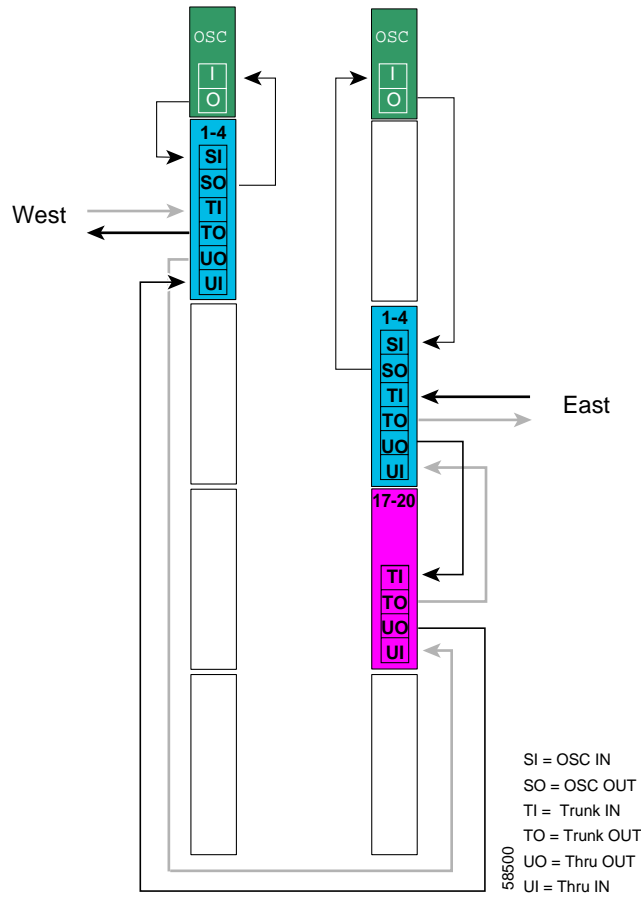 OSC
I
O
1-4
SI
SO
TI
TO
UO
UI
West
OSC
I
O
1-4
SI
SO
TI
TO
UO
UI
East
17-20
TI
TO
UO
UI
SI = OSC IN
SO = OSC OUT
TI = Trunk IN
TO = Trunk OUT
UO = Thru OUT
UI = Thru IN
58500